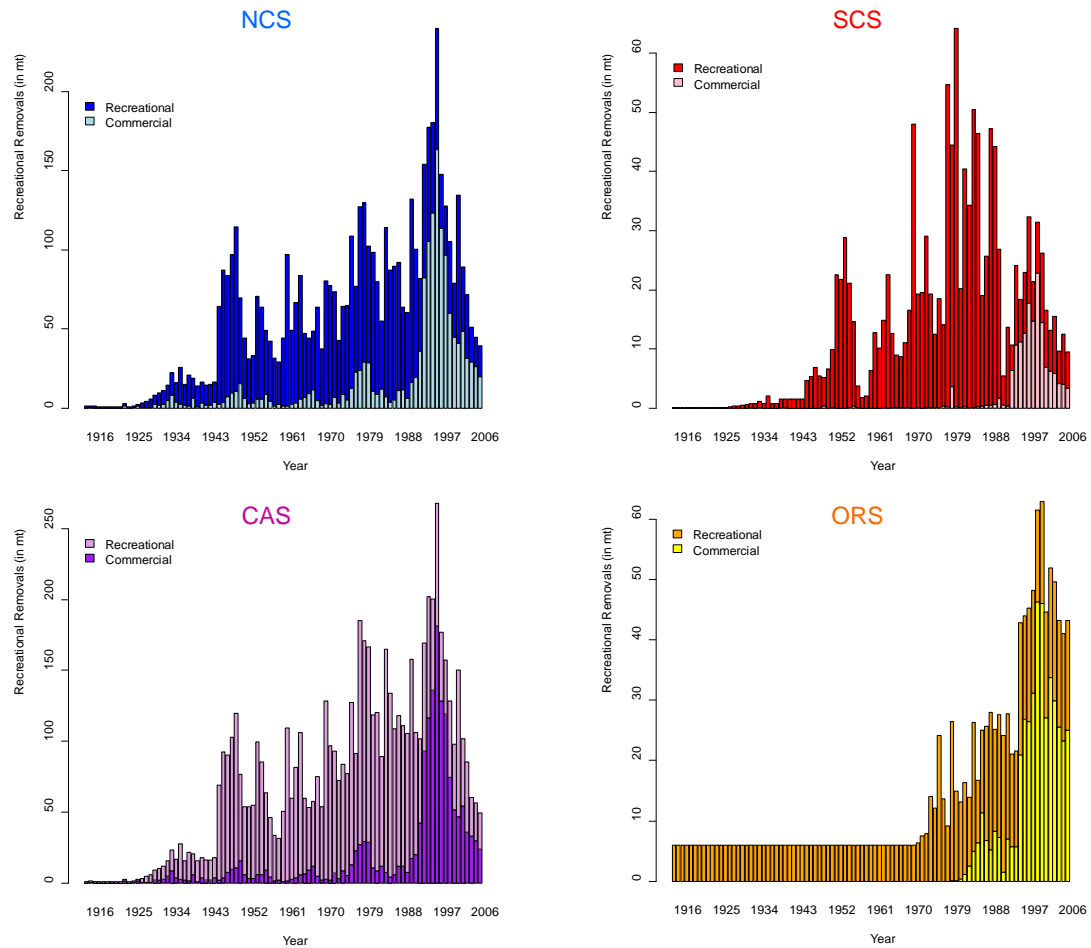 NCS
Recreational Removals (in mt)
Recreational
Commercial
0 50 100 150 200
1916 1925 1934 1943 1952 1961 1970 1979 1988 1997 2006
Year
SCS
Recreational Removals (in mt)
Recreational
Commercial
0 10 20 30 40 50 60
1916 1925 1934 1943 1952 1961 1970 1979 1988 1997 2006
Year
CAS
Recreational Removals (in mt)
Recreational
Commercial
0 50 100 150 200 250
1916 1925 1934 1943 1952 1961 1970 1979 1988 1997 2006
Year
ORS
Recreational Removals (in mt)
Recreational
Commercial
0 10 20 30 40 50 60
1916 1925 1934 1943 1952 1961 1970 1979 1988 1997 2006
Year